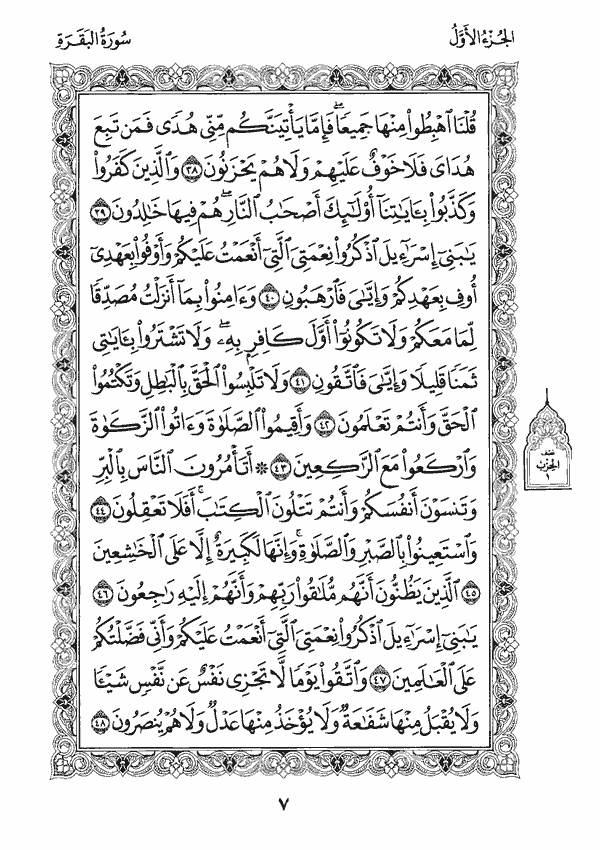 الجُزْءُ الأَوَّلُ
سُورَةُ البَقَرَةِ
قُلْنَا ٱهْبِطُوا۟ مِنْهَا جَمِيعًا ۖ فَإِمَّا يَأْتِيَنَّكُم مِّنِّى هُدًى فَمَن تَبِعَ
هُدَاىَ فَلَا خَوْفٌ عَلَيْهِمْ وَلَا هُمْ يَحْزَنُونَ ٣٨ وَٱلَّذِينَ كَفَرُوا۟
وَكَذَّبُوا۟ بِـَٔايَـٰتِنَآ أُو۟لَـٰٓئِكَ أَصْحَـٰبُ ٱلنَّارِ ۖ هُمْ فِيهَا خَـٰلِدُونَ ٣٩
يَـٰبَنِىٓ إِسْرَٰٓءِيلَ ٱذْكُرُوا۟ نِعْمَتِىَ ٱلَّتِىٓ أَنْعَمْتُ عَلَيْكُمْ وَأَوْفُوا۟ بِعَهْدِىٓ
أُوفِ بِعَهْدِكُمْ وَإِيَّـٰىَ فَٱرْهَبُونِ ٤٠ وَءَامِنُوا۟ بِمَآ أَنزَلْتُ مُصَدِّقًا
لِّمَا مَعَكُمْ وَلَا تَكُونُوٓا۟ أَوَّلَ كَافِرٍۭ بِهِۦ ۖ وَلَا تَشْتَرُوا۟ بِـَٔايَـٰتِى
ثَمَنًا قَلِيلًا وَإِيَّـٰىَ فَٱتَّقُونِ ٤١ وَلَا تَلْبِسُوا۟ ٱلْحَقَّ بِٱلْبَـٰطِلِ وَتَكْتُمُوا۟
ٱلْحَقَّ وَأَنتُمْ تَعْلَمُونَ ٤٢ وَأَقِيمُوا۟ ٱلصَّلَوٰةَ وَءَاتُوا۟ ٱلزَّكَوٰةَ
وَٱرْكَعُوا۟ مَعَ ٱلرَّٰكِعِينَ ٤٣ ۞ أَتَأْمُرُونَ ٱلنَّاسَ بِٱلْبِرِّ
وَتَنسَوْنَ أَنفُسَكُمْ وَأَنتُمْ تَتْلُونَ ٱلْكِتَـٰبَ ۚ أَفَلَا تَعْقِلُونَ ٤٤
وَٱسْتَعِينُوا۟ بِٱلصَّبْرِ وَٱلصَّلَوٰةِ ۚ وَإِنَّهَا لَكَبِيرَةٌ إِلَّا عَلَى ٱلْخَـٰشِعِينَ
٤٥ ٱلَّذِينَ يَظُنُّونَ أَنَّهُم مُّلَـٰقُوا۟ رَبِّهِمْ وَأَنَّهُمْ إِلَيْهِ رَٰجِعُونَ ٤٦
يَـٰبَنِىٓ إِسْرَٰٓءِيلَ ٱذْكُرُوا۟ نِعْمَتِىَ ٱلَّتِىٓ أَنْعَمْتُ عَلَيْكُمْ وَأَنِّى فَضَّلْتُكُمْ
عَلَى ٱلْعَـٰلَمِينَ ٤٧ وَٱتَّقُوا۟ يَوْمًا لَّا تَجْزِى نَفْسٌ عَن نَّفْسٍ شَيْـًٔا
وَلَا يُقْبَلُ مِنْهَا شَفَـٰعَةٌ وَلَا يُؤْخَذُ مِنْهَا عَدْلٌ وَلَا هُمْ يُنصَرُونَ ٤٨
نصف
الحزب
١
٧